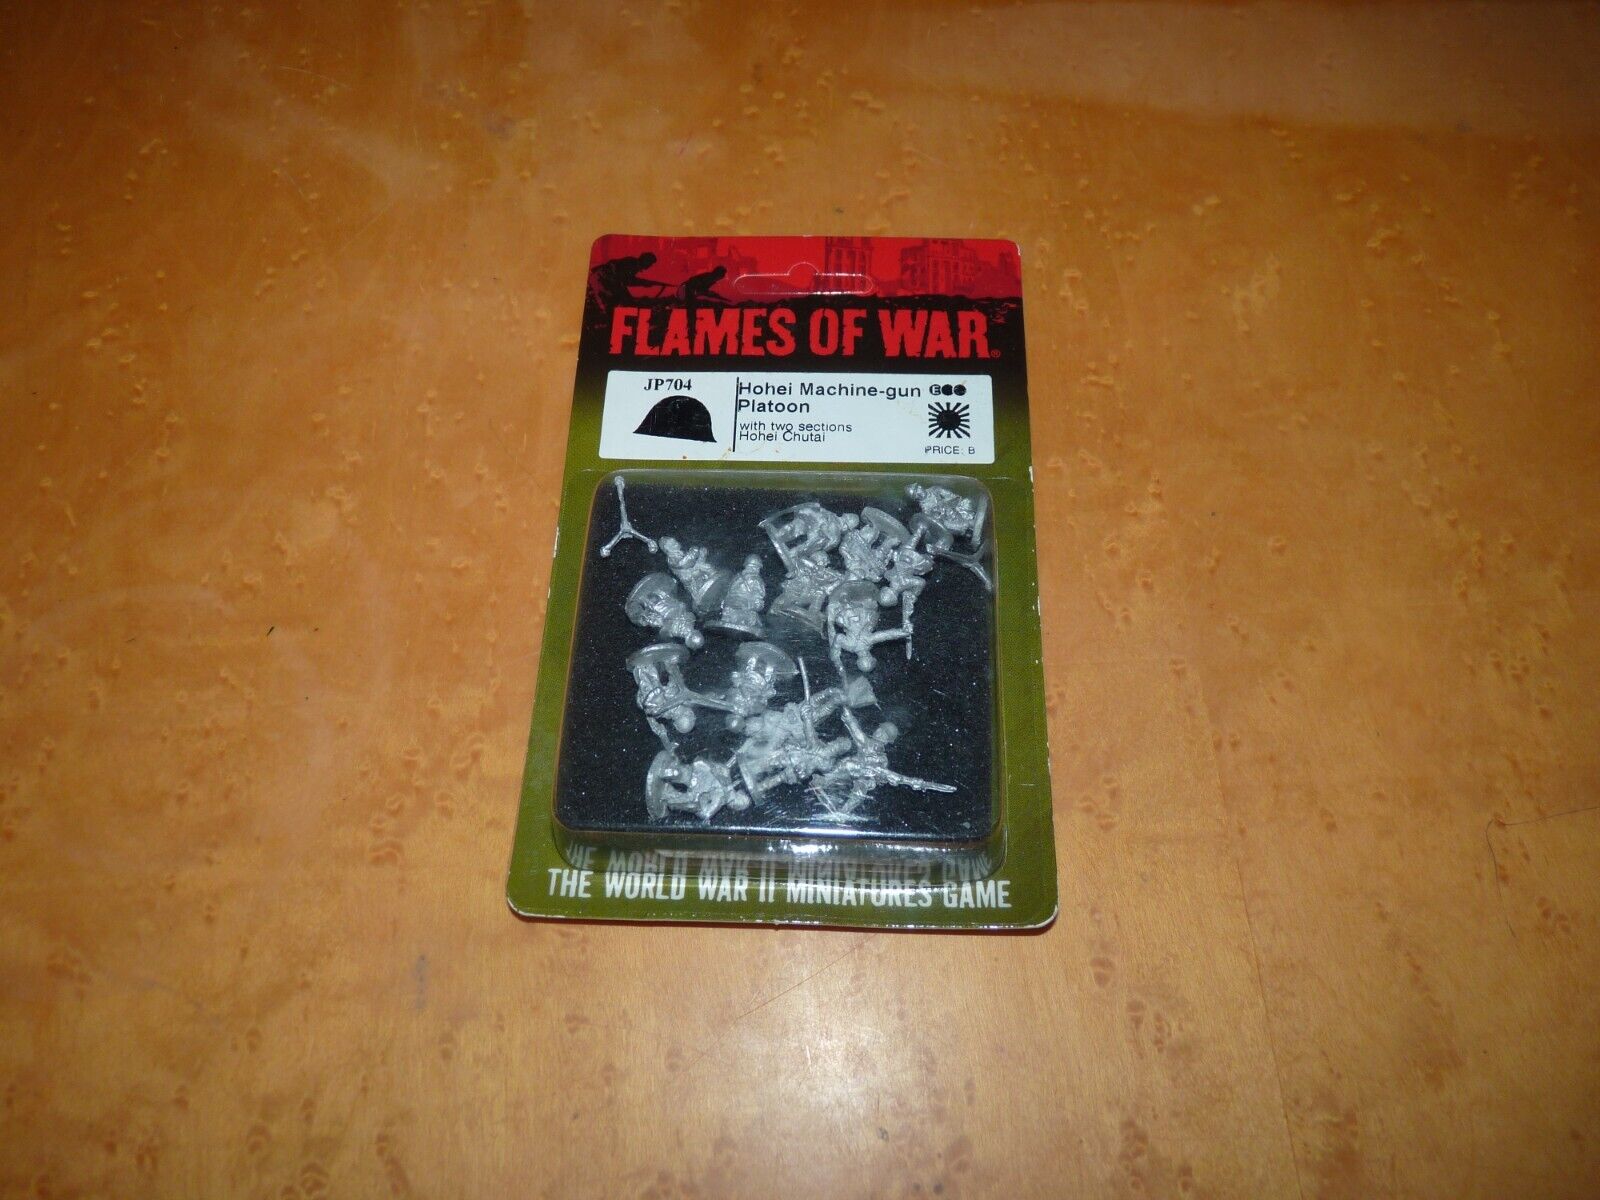 FLAMES OF WAR®
JP704
Hohei Machine-gun
Platoon
with two sections
Hohei Chutai
PRICE: B
THE WORLD WAR II MINIATURES GAME